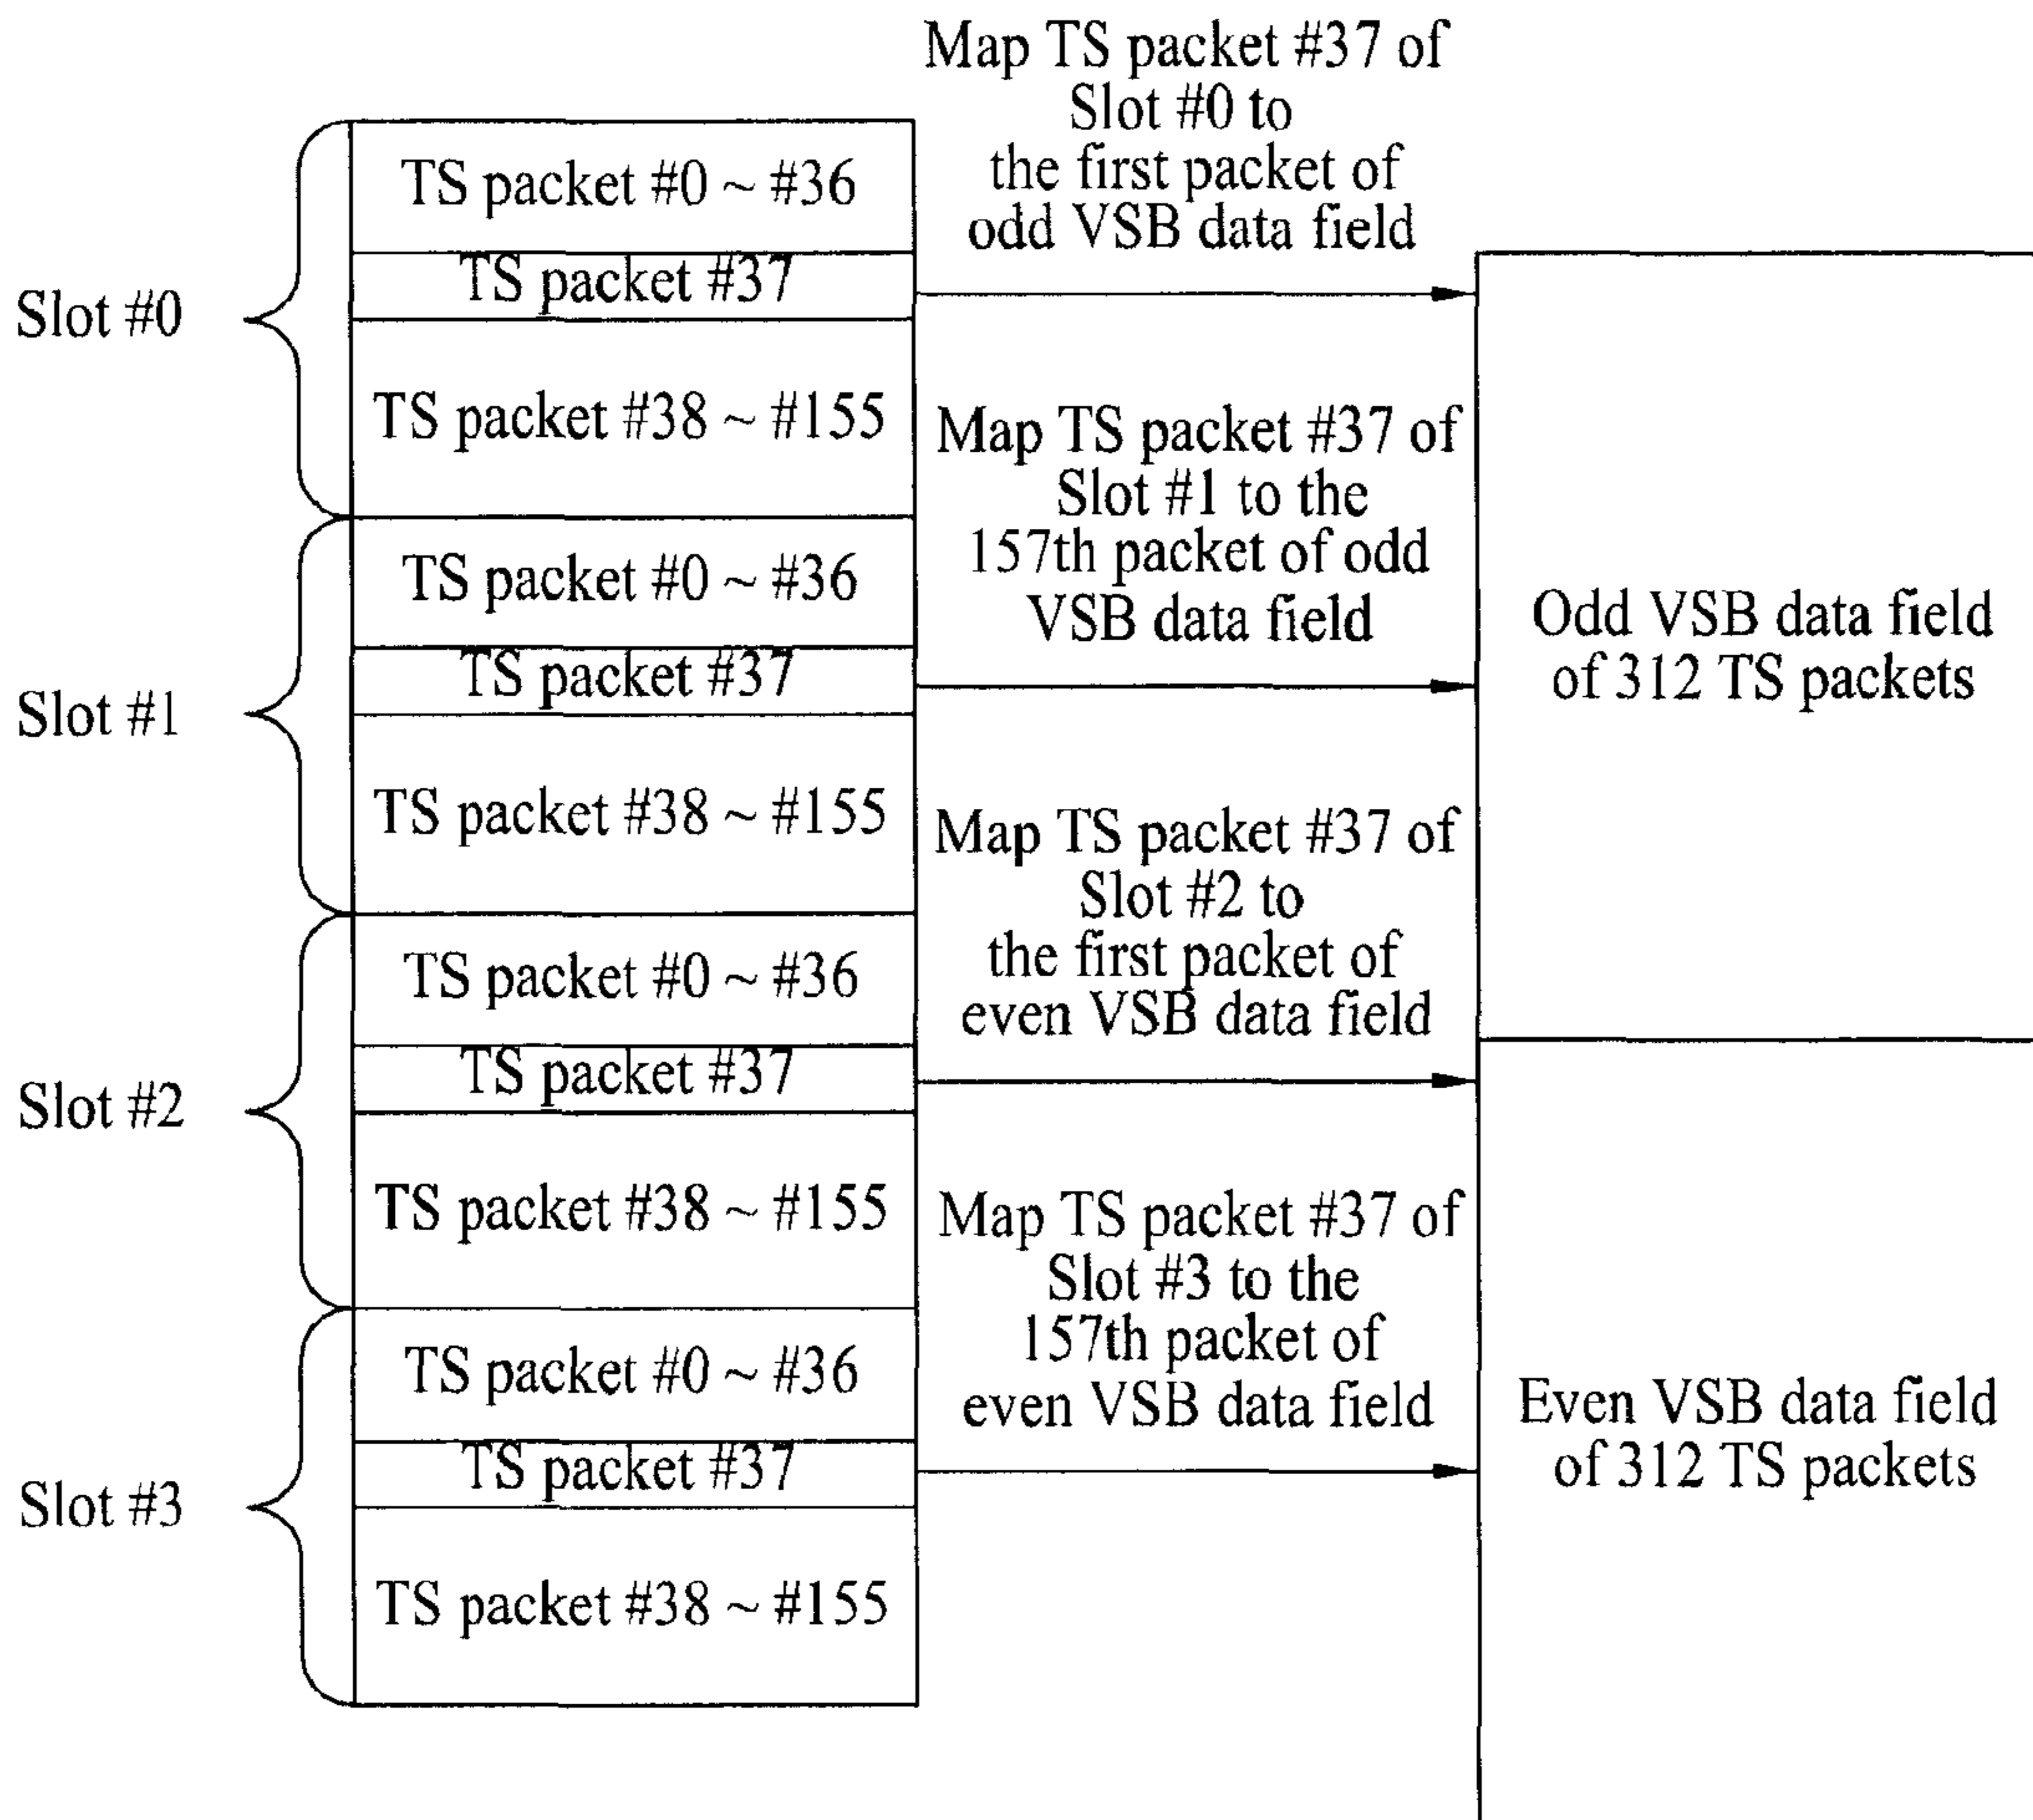 Map TS packet #37 of
Slot #0 to
the first packet of
odd VSB data field
Slot #0
TS packet #0 ~ #36
TS packet #37
TS packet #38 ~ #155
Map TS packet #37 of
Slot #1 to the
157th packet of odd
VSB data field
Slot #1
TS packet #0 ~ #36
TS packet #37
TS packet #38 ~ #155
Odd VSB data field
of 312 TS packets
Map TS packet #37 of
Slot #2 to
the first packet of
even VSB data field
Slot #2
TS packet #0 ~ #36
TS packet #37
TS packet #38 ~ #155
Map TS packet #37 of
Slot #3 to the
157th packet of
even VSB data field
Slot #3
TS packet #0 ~ #36
TS packet #37
TS packet #38 ~ #155
Even VSB data field
of 312 TS packets